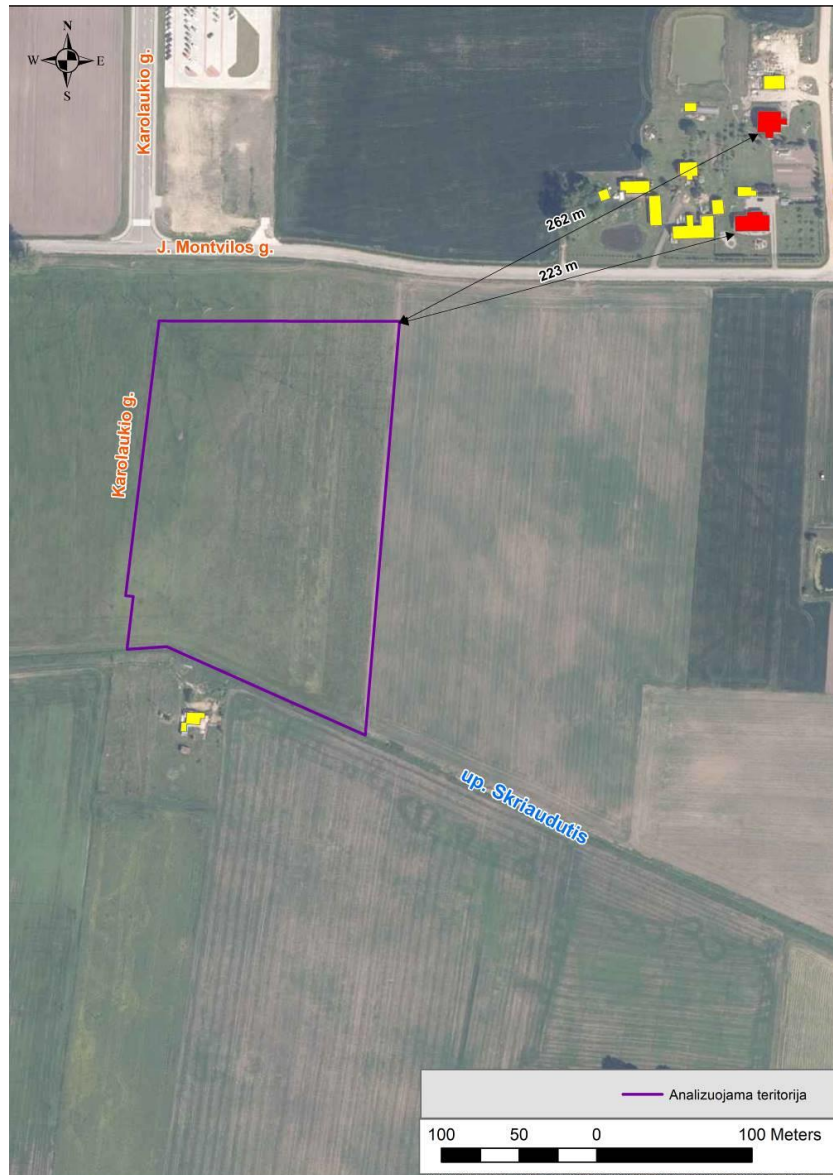 N
W E
S
Karolaukio g.
J. Montvilos g.
262 m
223 m
Karolaukio g.
up. Skriaudutis
Analizuojama teritorija
100 50 0 100 Meters